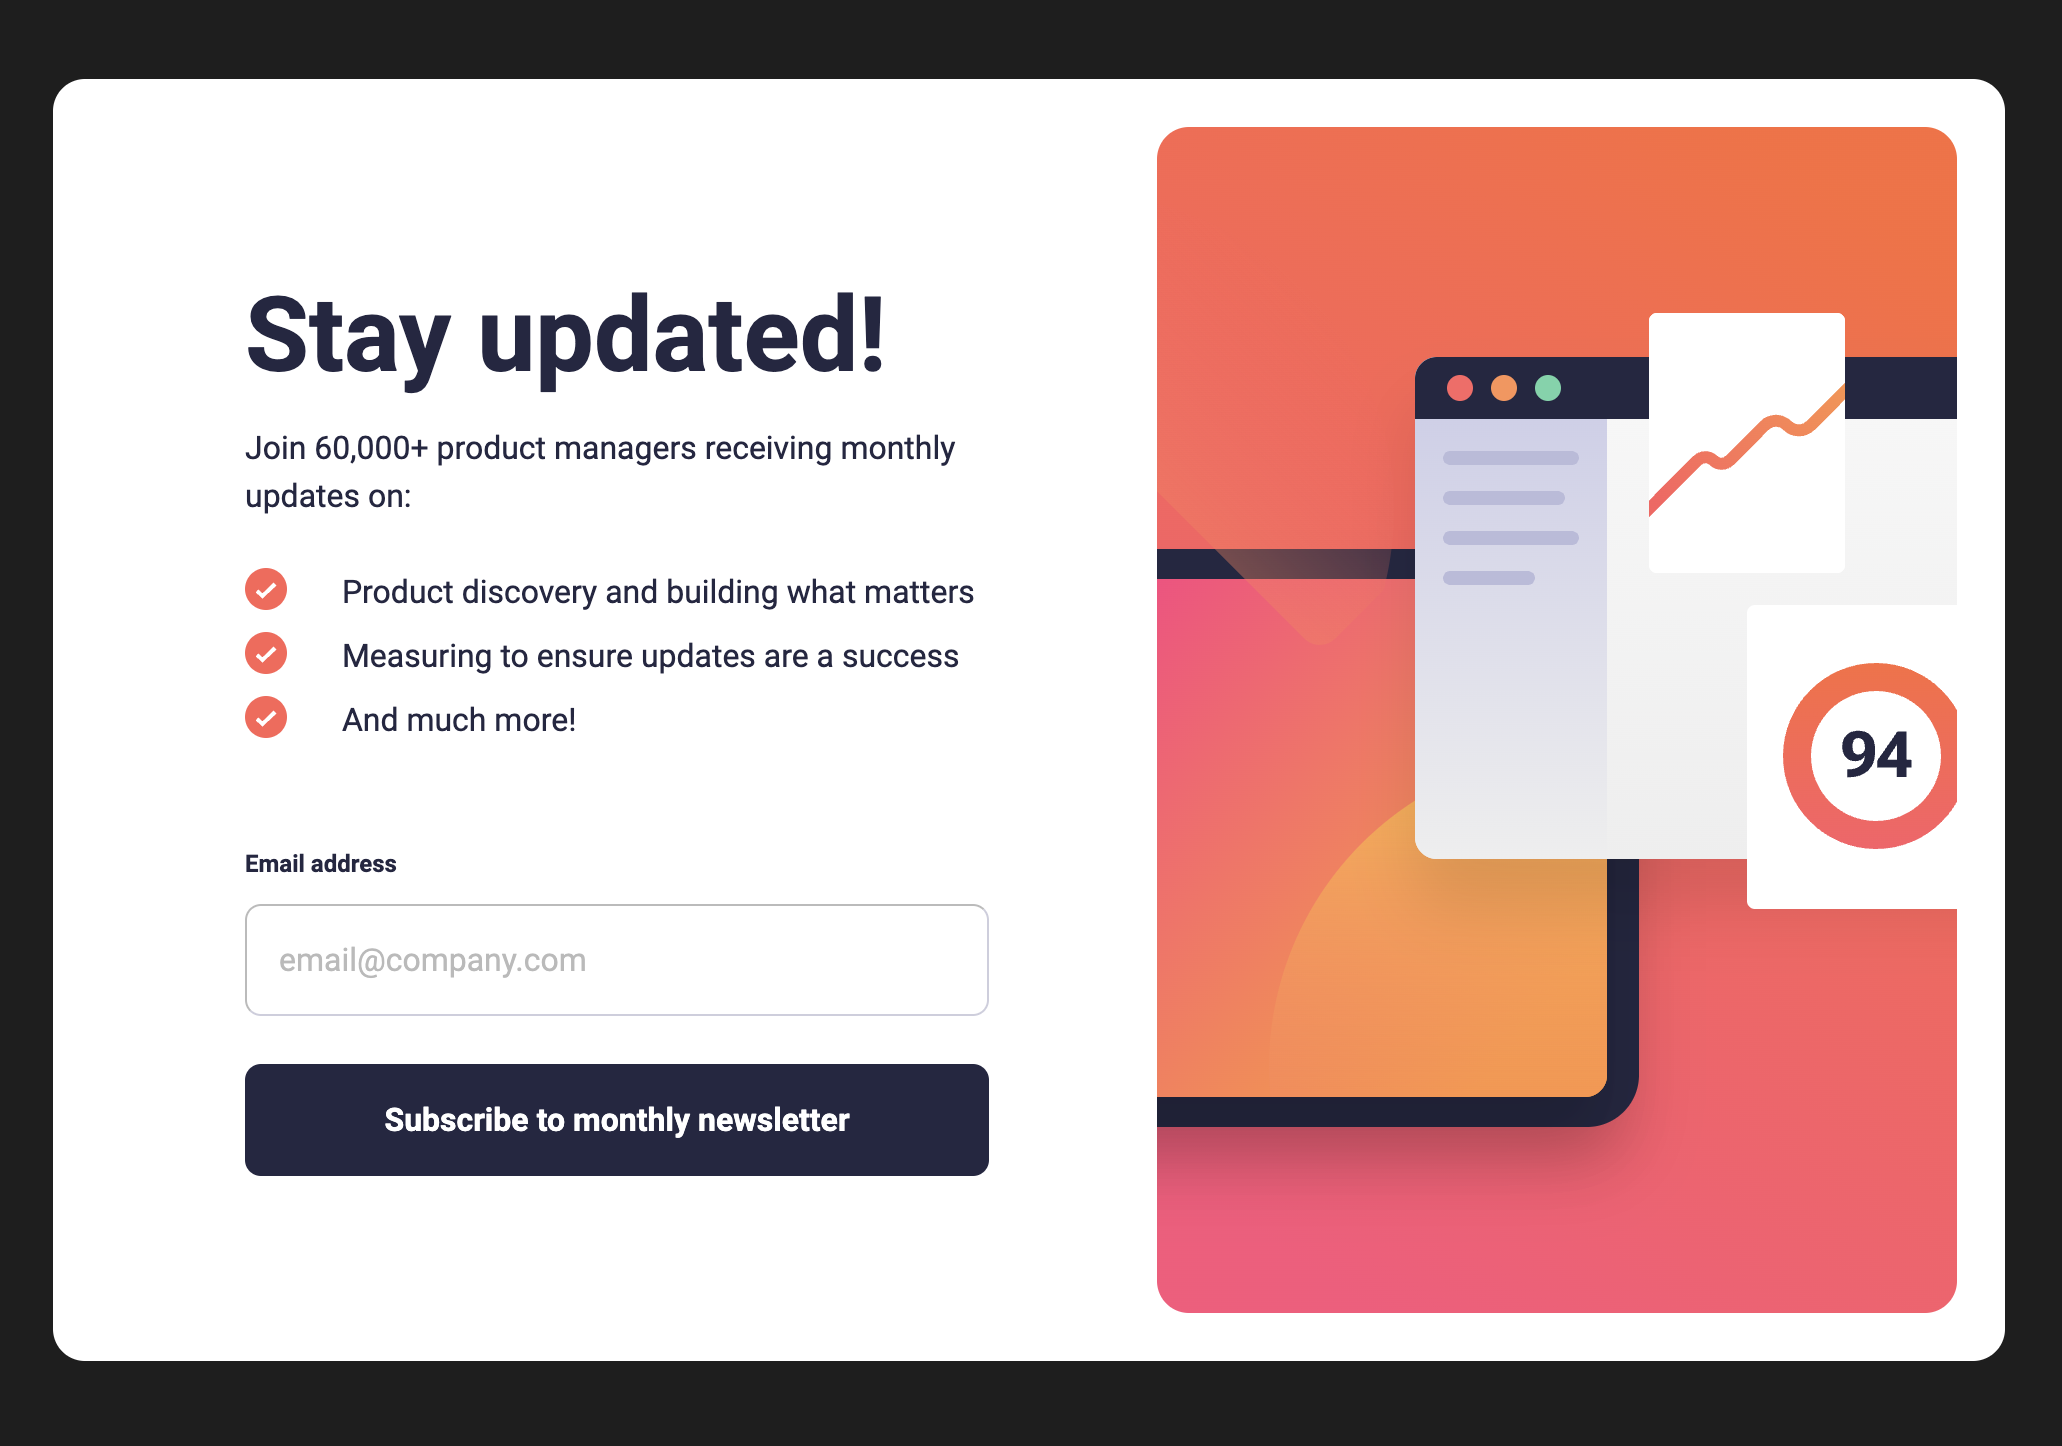 Stay updated!
Join 60,000+ product managers receiving monthly
updates on:
Product discovery and building what matters
Measuring to ensure updates are a success
And much more!
Email address
email@company.com
Subscribe to monthly newsletter
94